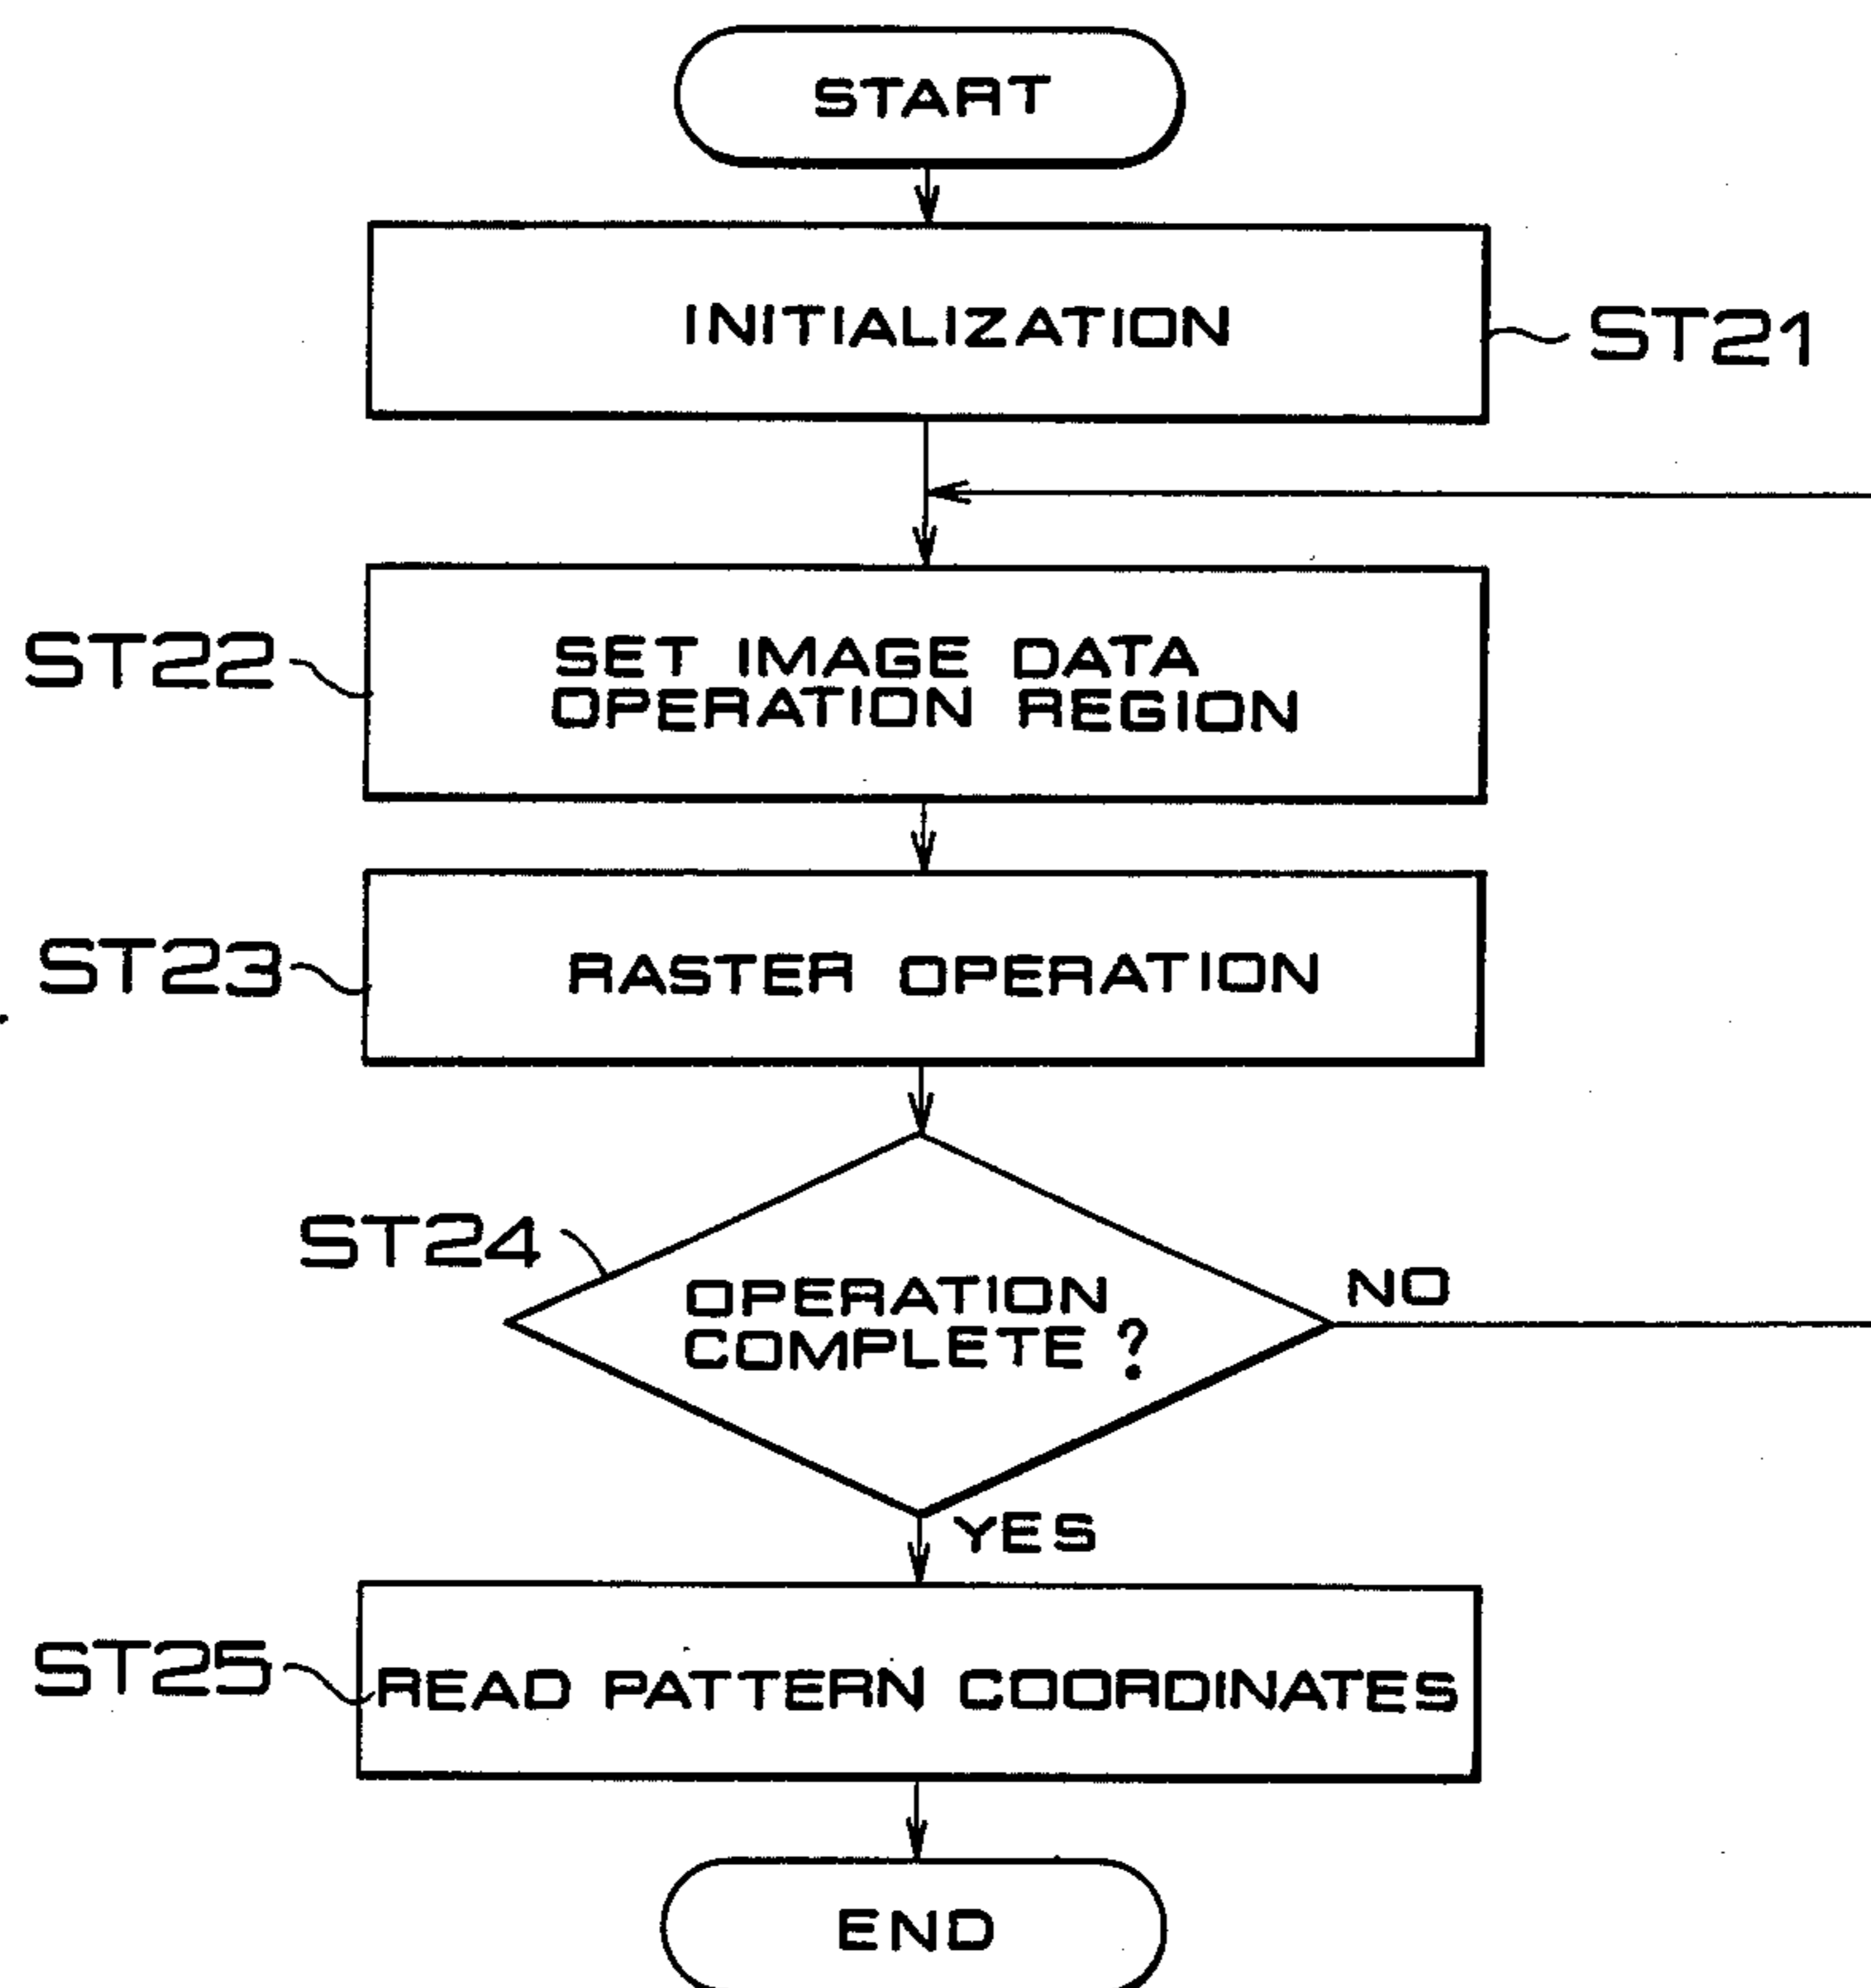 START
INITIALIZATION
ST21
ST22
SET IMAGE DATA
OPERATION REGION
ST23
RASTER OPERATION
ST24
OPERATION
COMPLETE ?
NO
YES
ST25
READ PATTERN COORDINATES
END